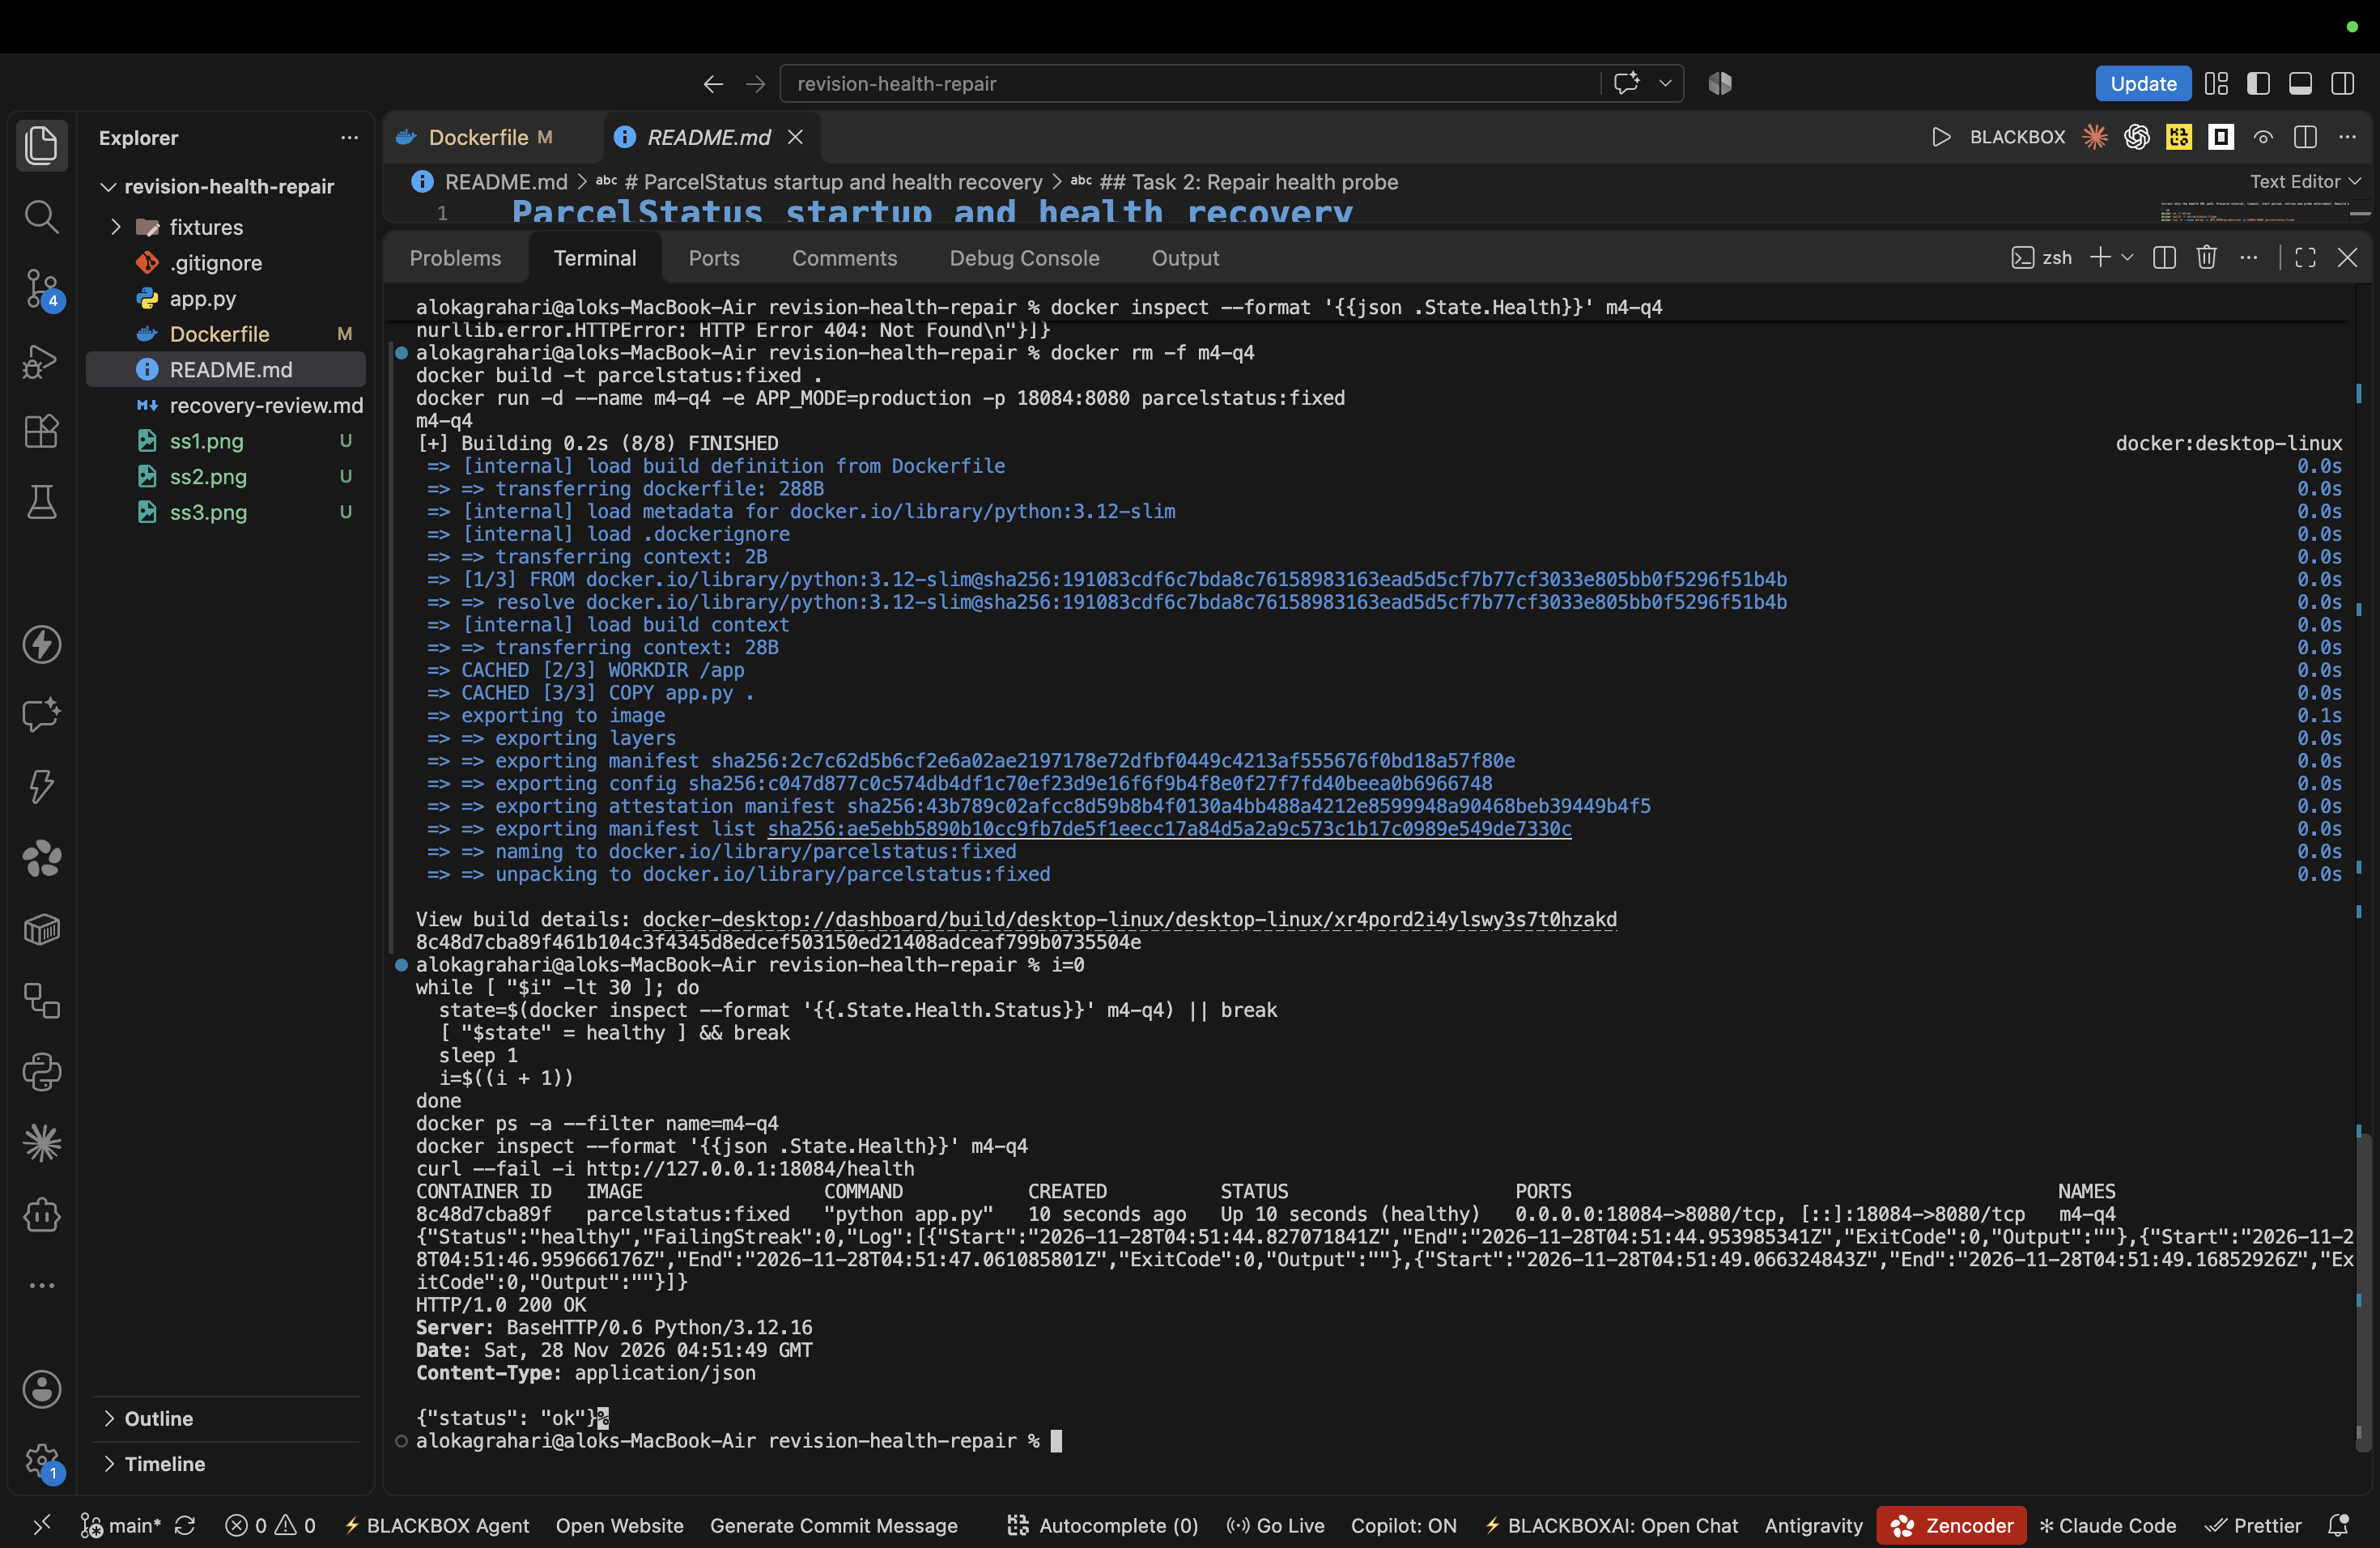 revision-health-repair
Update
Explorer
revision-health-repair
fixtures
.gitignore
app.py
Dockerfile M
README.md
recovery-review.md
ss1.png U
ss2.png U
ss3.png U
Outline
Timeline
4
1
Dockerfile M
README.md
BLACKBOX
README.md > # ParcelStatus startup and health recovery > ## Task 2: Repair health probe
Text Editor
1 ParcelStatus startup and health recovery
Problems Terminal Ports Comments Debug Console Output
zsh
alokagrahari@aloks-MacBook-Air revision-health-repair % docker inspect --format '{{json .State.Health}}' m4-q4
nurllib.error.HTTPError: HTTP Error 404: Not Found\n"}]}
alokagrahari@aloks-MacBook-Air revision-health-repair % docker rm -f m4-q4
docker build -t parcelstatus:fixed .
docker run -d --name m4-q4 -e APP_MODE=production -p 18084:8080 parcelstatus:fixed
m4-q4
[+] Building 0.2s (8/8) FINISHED docker:desktop-linux
=> [internal] load build definition from Dockerfile 0.0s
=> => transferring dockerfile: 288B 0.0s
=> [internal] load metadata for docker.io/library/python:3.12-slim 0.0s
=> [internal] load .dockerignore 0.0s
=> => transferring context: 2B 0.0s
=> [1/3] FROM docker.io/library/python:3.12-slim@sha256:191083cdf6c7bda8c76158983163ead5d5cf7b77cf3033e805bb0f5296f51b4b 0.0s
=> => resolve docker.io/library/python:3.12-slim@sha256:191083cdf6c7bda8c76158983163ead5d5cf7b77cf3033e805bb0f5296f51b4b 0.0s
=> [internal] load build context 0.0s
=> => transferring context: 28B 0.0s
=> CACHED [2/3] WORKDIR /app 0.0s
=> CACHED [3/3] COPY app.py . 0.0s
=> exporting to image 0.1s
=> => exporting layers 0.0s
=> => exporting manifest sha256:2c7c62d5b6cf2e6a02ae2197178e72dfbf0449c4213af555676f0bd18a57f80e 0.0s
=> => exporting config sha256:c047d877c0c574db4df1c70ef23d9e16f6f9b4f8e0f27f7fd40beea0b6966748 0.0s
=> => exporting attestation manifest sha256:43b789c02afcc8d59b8b4f0130a4bb488a4212e8599948a90468beb39449b4f5 0.0s
=> => exporting manifest list sha256:ae5ebb5890b10cc9fb7de5f1eecc17a84d5a2a9c573c1b17c0989e549de7330c 0.0s
=> => naming to docker.io/library/parcelstatus:fixed 0.0s
=> => unpacking to docker.io/library/parcelstatus:fixed 0.0s
View build details: docker-desktop://dashboard/build/desktop-linux/desktop-linux/xr4pord2i4ylswy3s7t0hzakd
8c48d7cba89f461b104c3f4345d8edcef503150ed21408adceaf799b0735504e
alokagrahari@aloks-MacBook-Air revision-health-repair % i=0
while [ "$i" -lt 30 ]; do
state=$(docker inspect --format '{{.State.Health.Status}}' m4-q4) || break
[ "$state" = healthy ] && break
sleep 1
i=$((i + 1))
done
docker ps -a --filter name=m4-q4
docker inspect --format '{{json .State.Health}}' m4-q4
curl --fail -i http://127.0.0.1:18084/health
CONTAINER ID IMAGE COMMAND CREATED STATUS PORTS NAMES
8c48d7cba89f parcelstatus:fixed "python app.py" 10 seconds ago Up 10 seconds (healthy) 0.0.0.0:18084->8080/tcp, [::]:18084->8080/tcp m4-q4
{"Status":"healthy","FailingStreak":0,"Log":[{"Start":"2026-11-28T04:51:44.827071841Z","End":"2026-11-28T04:51:44.953985341Z","ExitCode":0,"Output":""},{"Start":"2026-11-2
8T04:51:46.959666176Z","End":"2026-11-28T04:51:47.061085801Z","ExitCode":0,"Output":""},{"Start":"2026-11-28T04:51:49.066324843Z","End":"2026-11-28T04:51:49.16852926Z","Ex
itCode":0,"Output":""}]}
HTTP/1.0 200 OK
Server: BaseHTTP/0.6 Python/3.12.16
Date: Sat, 28 Nov 2026 04:51:49 GMT
Content-Type: application/json
{"status": "ok"}%
alokagrahari@aloks-MacBook-Air revision-health-repair %
main* 0 0 BLACKBOX Agent Open Website Generate Commit Message Autocomplete (0) Go Live Copilot: ON BLACKBOXAI: Open Chat Antigravity Zencoder Claude Code Prettier